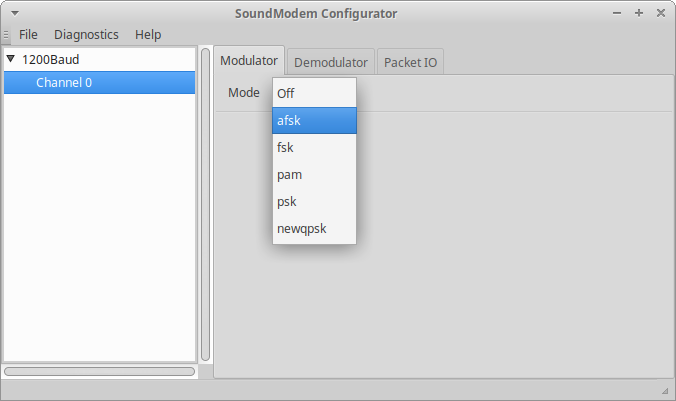 SoundModem Configurator
File Diagnostics Help
1200Baud
Channel 0
Modulator Demodulator Packet IO
Mode
Off
afsk
fsk
pam
psk
newqpsk